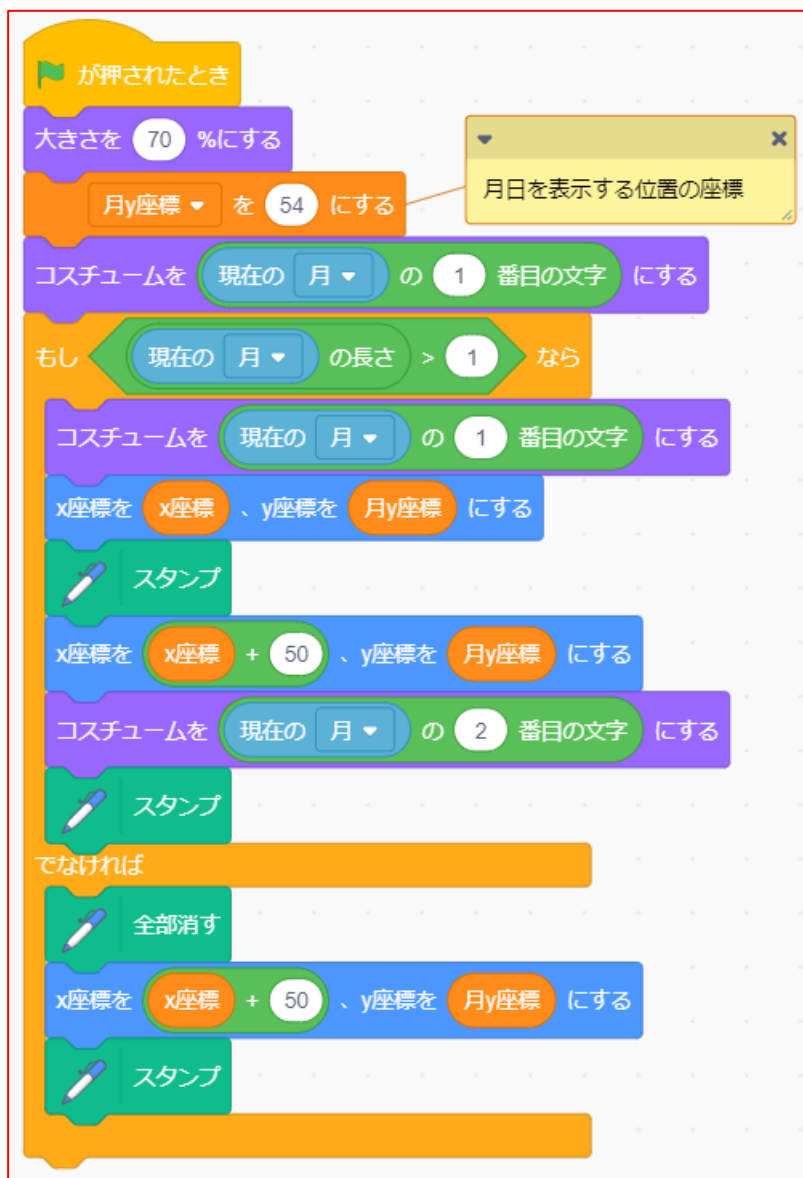 が押されたとき
大きさを 70 %にする
月y座標 を 54 にする
月日を表示する位置の座標
コスチュームを 現在の 月 の 1 番目の文字 にする
もし 現在の 月 の長さ > 1 なら
コスチュームを 現在の 月 の 1 番目の文字 にする
x座標を x座標 、y座標を 月y座標 にする
スタンプ
x座標を x座標 + 50 、y座標を 月y座標 にする
コスチュームを 現在の 月 の 2 番目の文字 にする
スタンプ
でなければ
全部消す
x座標を x座標 + 50 、y座標を 月y座標 にする
スタンプ